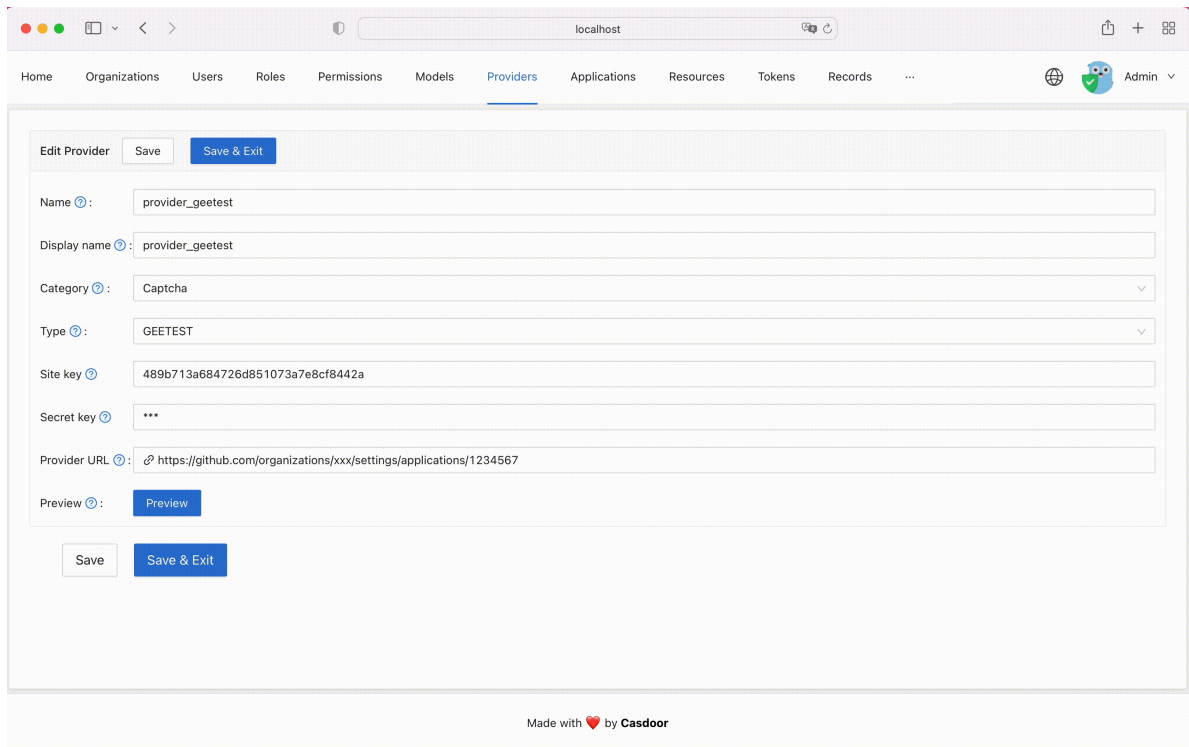 localhost
Home Organizations Users Roles Permissions Models Providers Applications Resources Tokens Records ··· Admin
Edit Provider Save Save & Exit
Name ? : provider_geetest
Display name ? : provider_geetest
Category ? : Captcha
Type ? : GEETEST
Site key ? 489b713a684726d851073a7e8cf8442a
Secret key ? ***
Provider URL ? : https://github.com/organizations/xxx/settings/applications/1234567
Preview ? : Preview
Save Save & Exit
Made with ❤️ by Casdoor